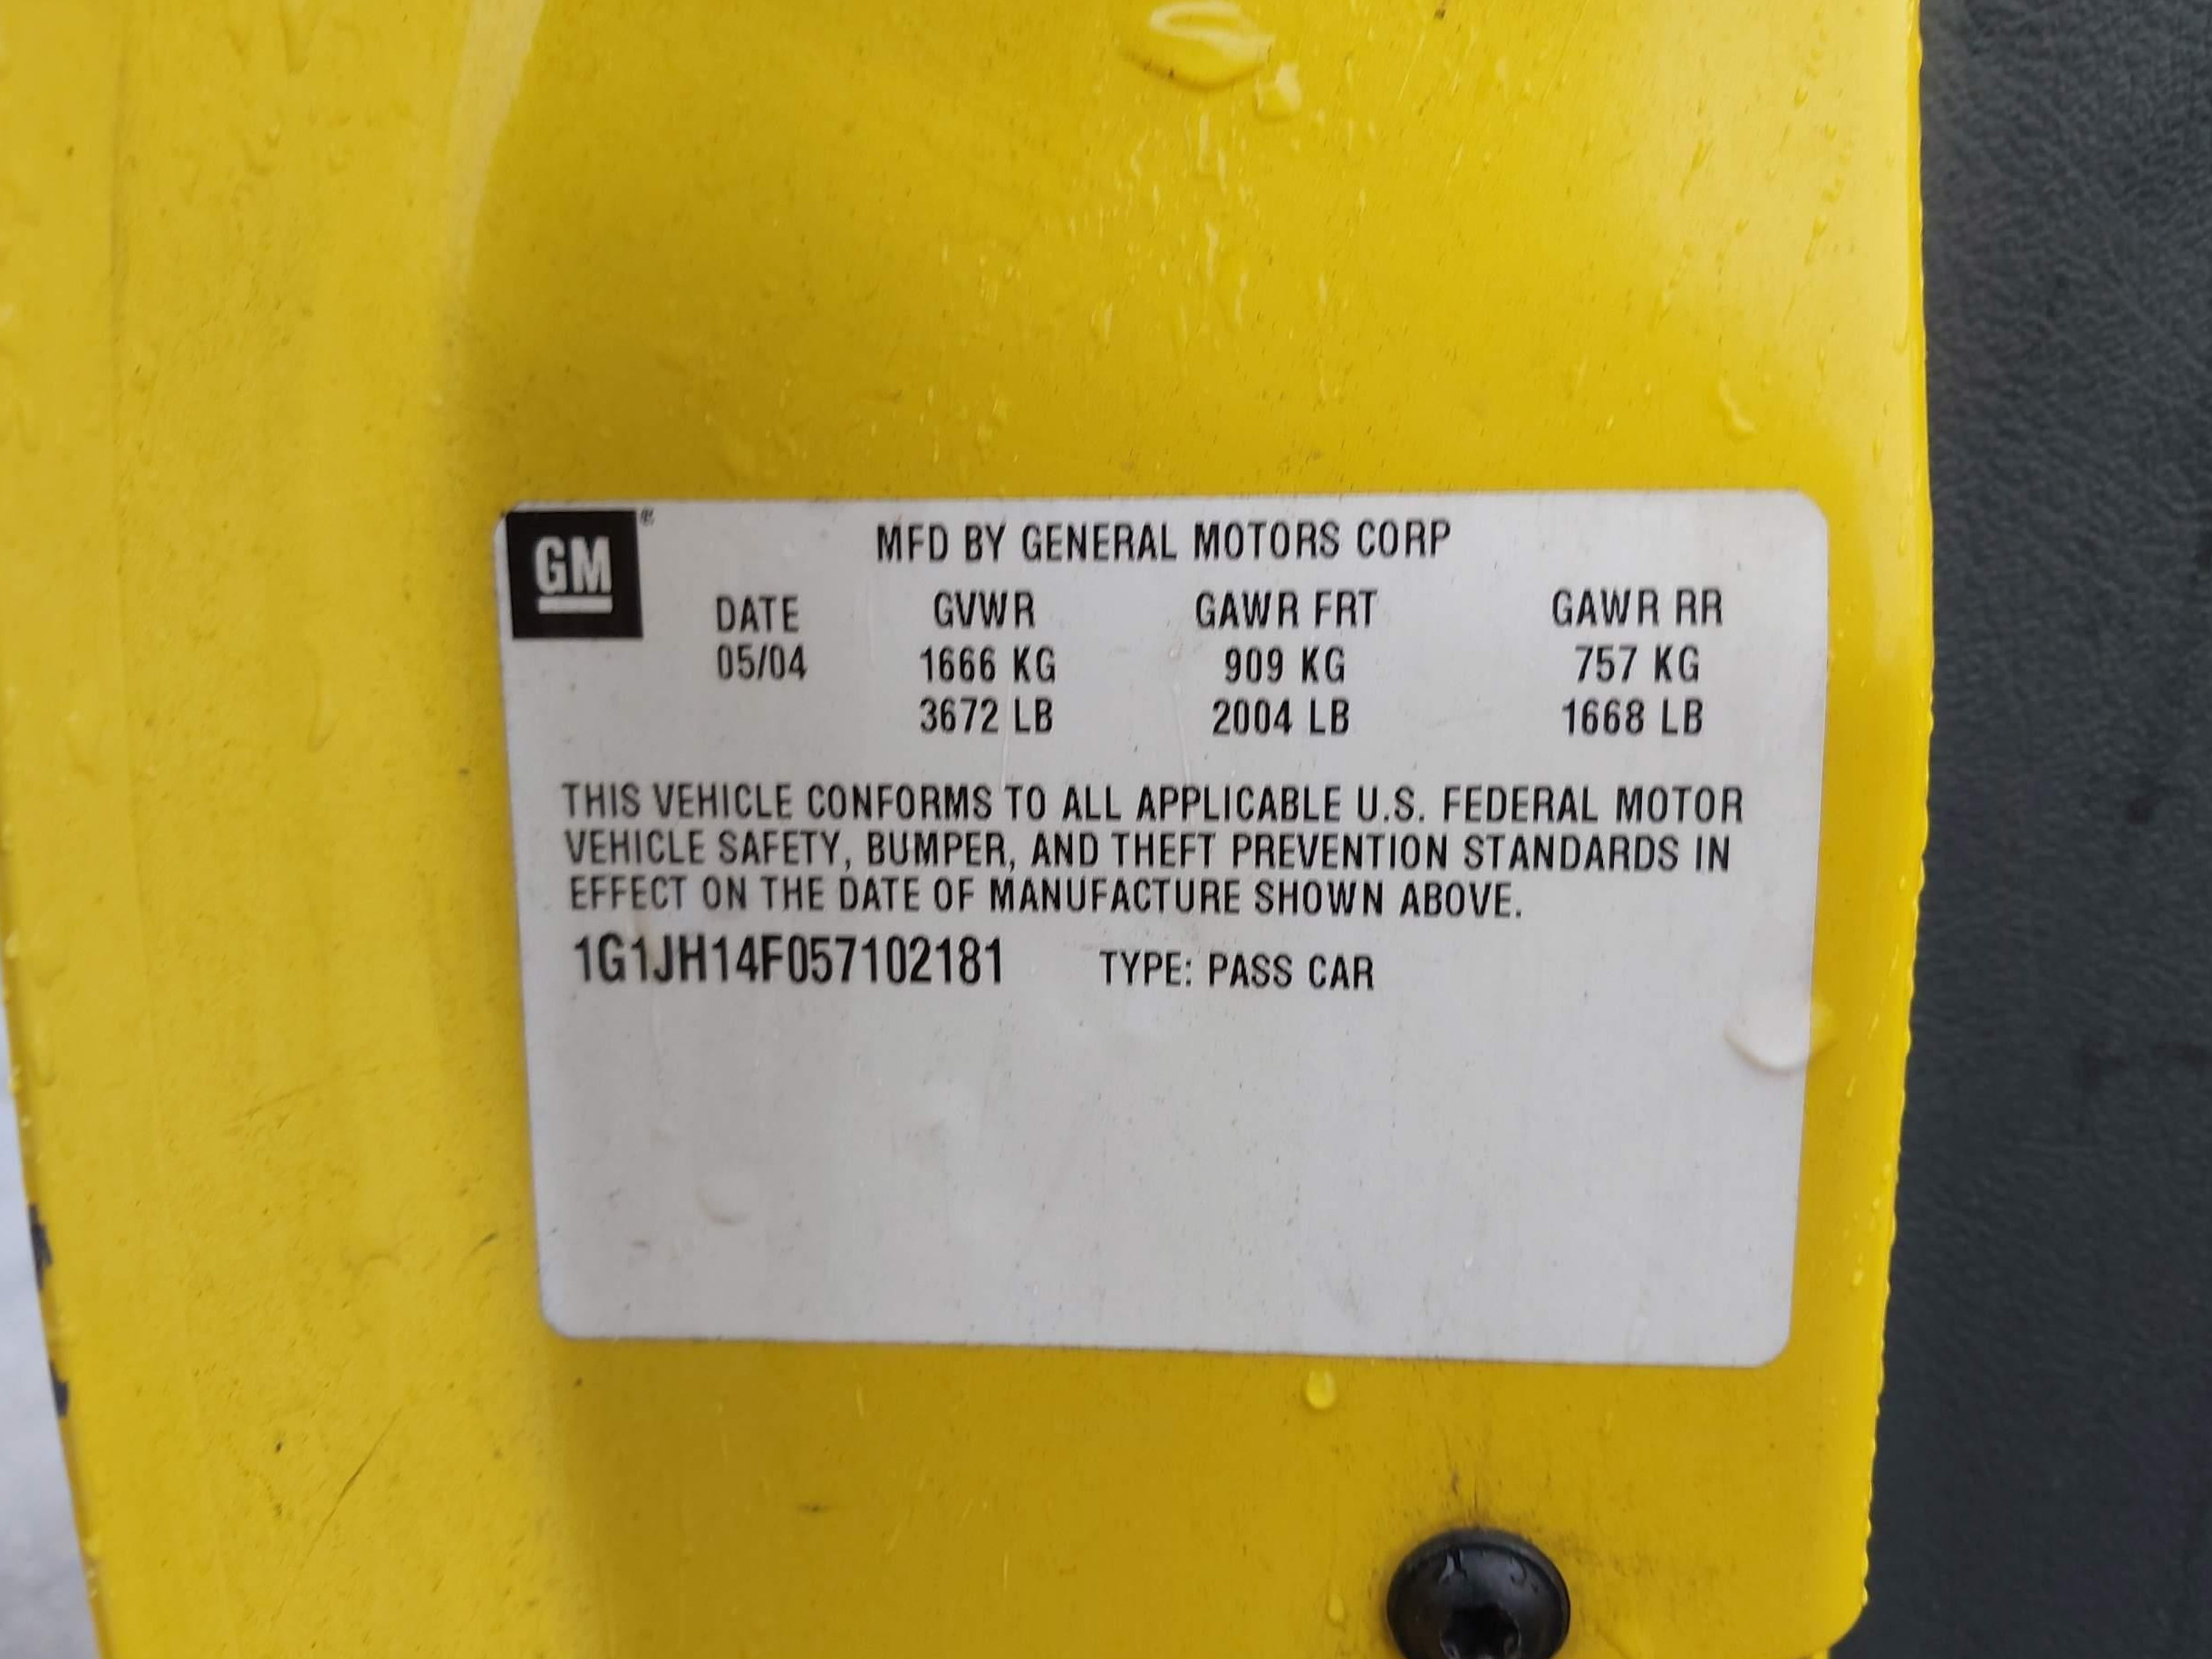 GM ®
MFD BY GENERAL MOTORS CORP
DATE GVWR GAWR FRT GAWR RR
05/04 1666 KG 909 KG 757 KG
3672 LB 2004 LB 1668 LB
THIS VEHICLE CONFORMS TO ALL APPLICABLE U.S. FEDERAL MOTOR
VEHICLE SAFETY, BUMPER, AND THEFT PREVENTION STANDARDS IN
EFFECT ON THE DATE OF MANUFACTURE SHOWN ABOVE.
1G1JH14F057102181 TYPE: PASS CAR